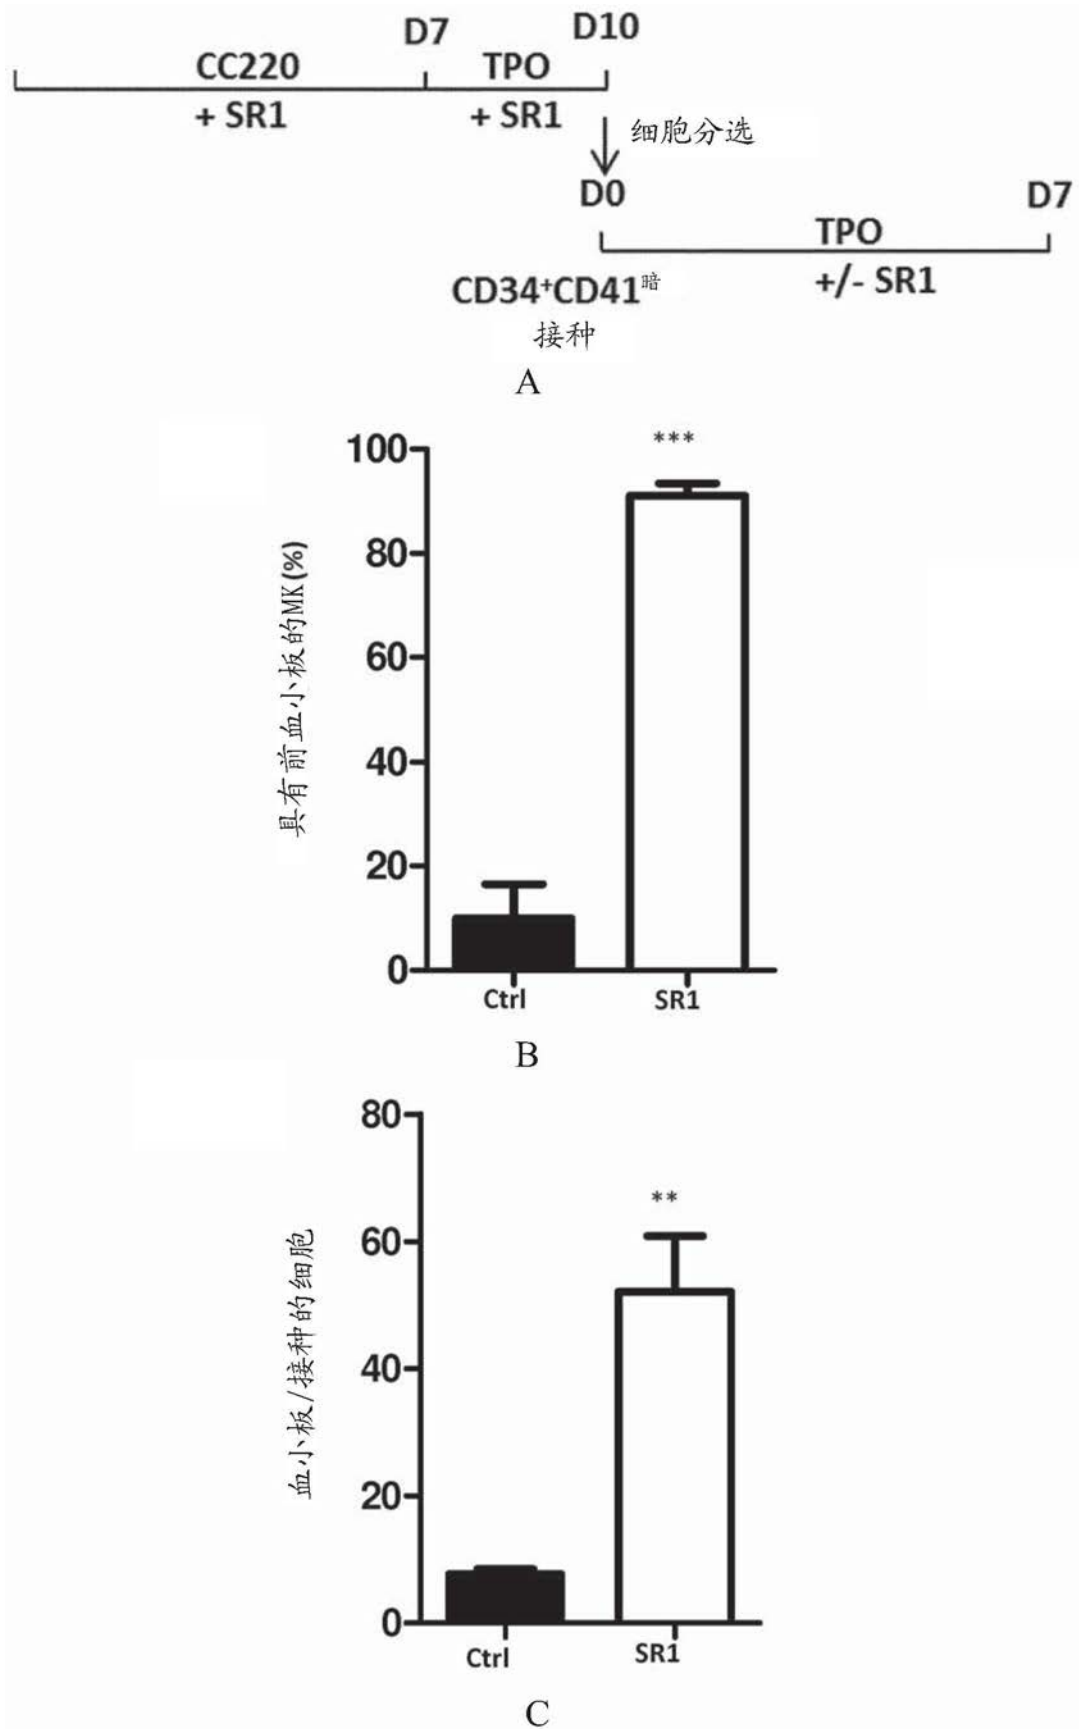 D7 D10
CC220 TPO
+ SR1 + SR1
细胞分选
D0 D7
TPO
CD34⁺CD41暗 +/- SR1
接种
A
***
100
80
60
40
20
0
具有前血小板的MK(%)
Ctrl SR1
B
**
80
60
40
20
0
血小板/接种的细胞
Ctrl SR1
C